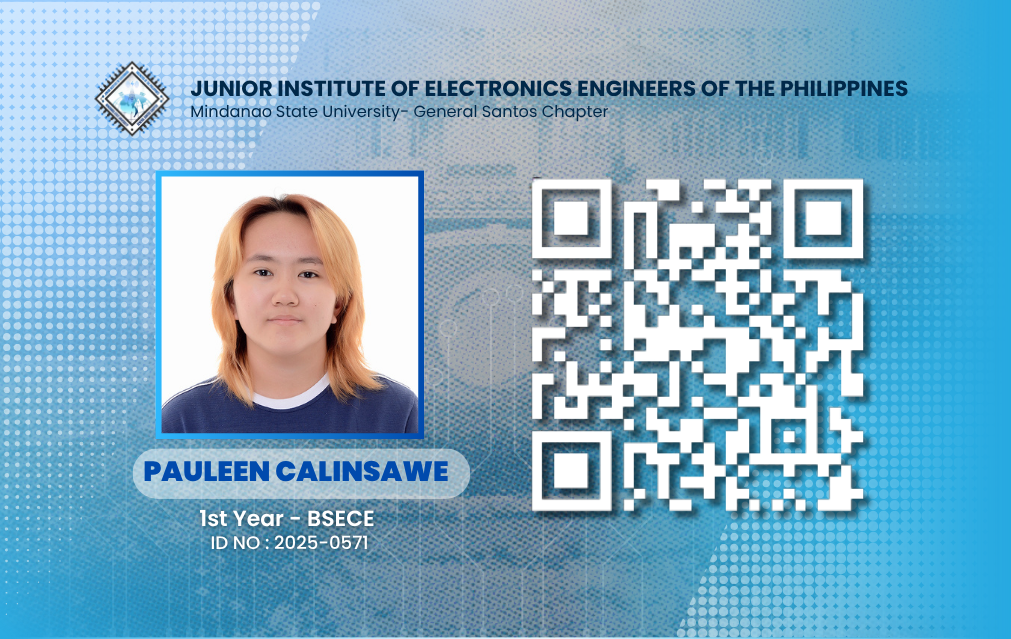 JUNIOR INSTITUTE OF ELECTRONICS ENGINEERS OF THE PHILIPPINES
Mindanao State University- General Santos Chapter
PAULEEN CALINSAWE
1st Year - BSECE
ID NO : 2025-0571